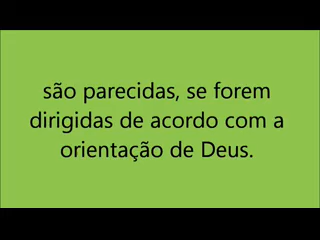 são parecidas, se forem
dirigidas de acordo com a
orientação de Deus.